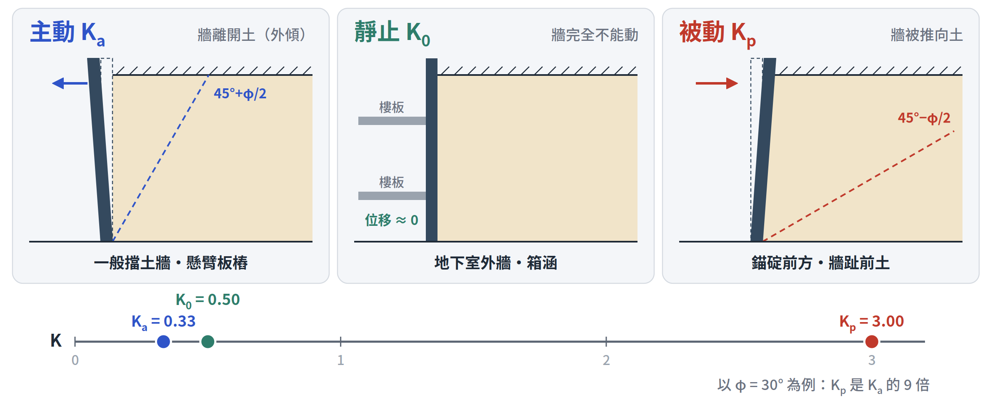 主動 Kₐ
牆離開土（外傾）
45°+φ/2
一般擋土牆・懸臂板樁
靜止 K₀
牆完全不能動
樓板
樓板
位移 ≈ 0
地下室外牆・箱涵
被動 Kₚ
牆被推向土
45°−φ/2
錨碇前方・牆趾前土
K₀ = 0.50
Kₐ = 0.33
Kₚ = 3.00
K
0 1 2 3
以 φ = 30° 為例：Kₚ 是 Kₐ 的 9 倍